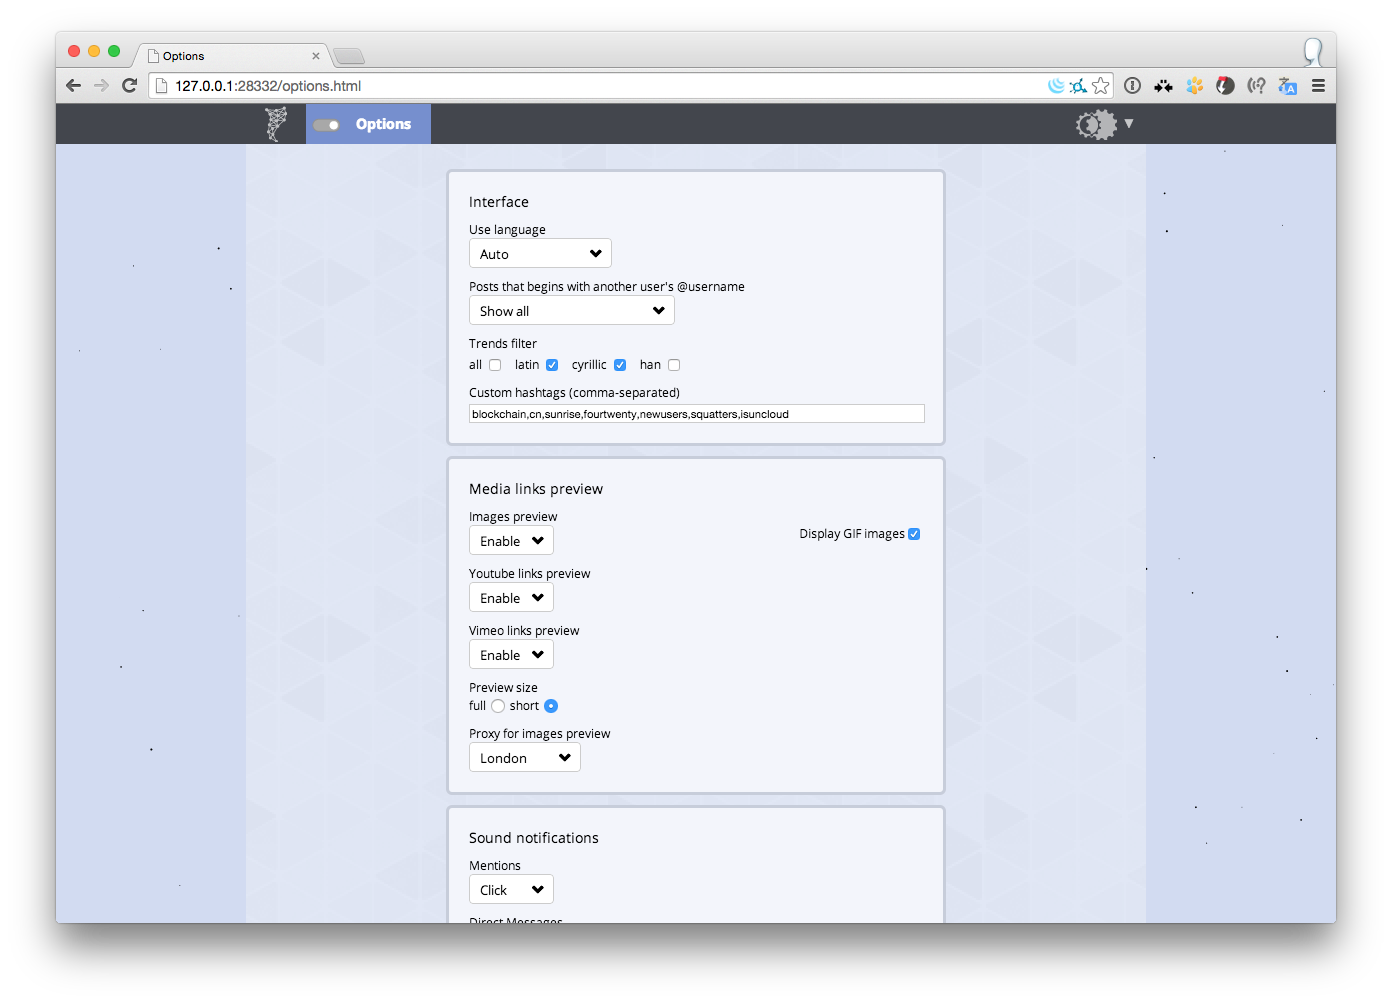 Options
127.0.0.1:28332/options.html
Options
Interface
Use language
Auto
Posts that begins with another user's @username
Show all
Trends filter
all latin cyrillic han
Custom hashtags (comma-separated)
blockchain,cn,sunrise,fourtwenty,newusers,squatters,isuncloud
Media links preview
Images preview
Enable
Display GIF images
Youtube links preview
Enable
Vimeo links preview
Enable
Preview size
full short
Proxy for images preview
London
Sound notifications
Mentions
Click
Direct Messages